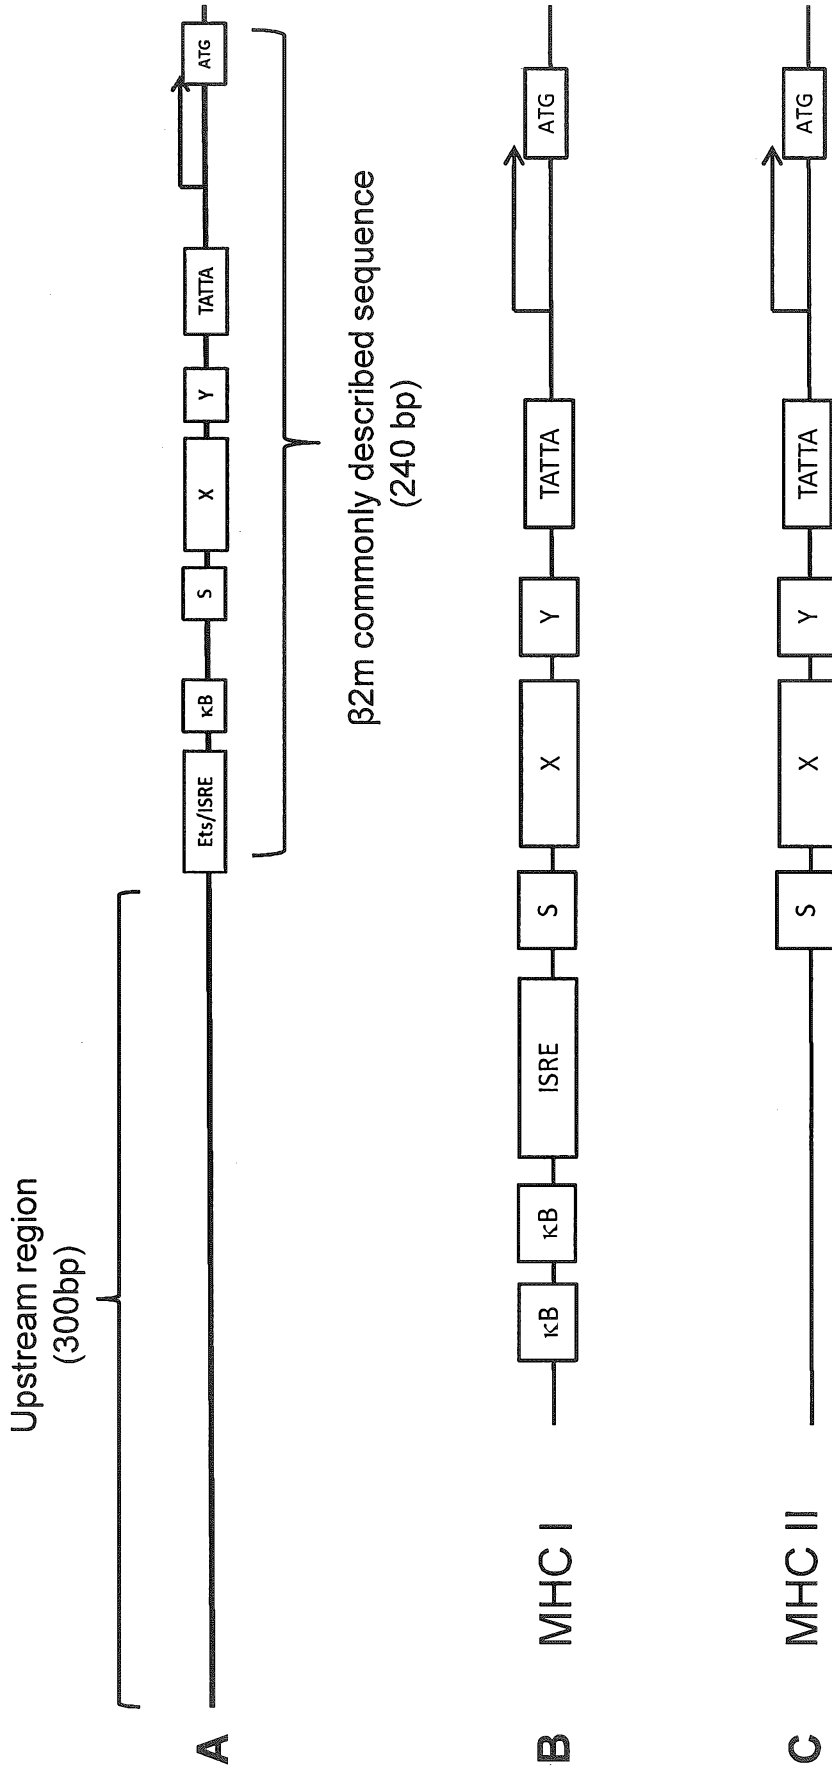 Upstream region
(300bp)
A
Ets/ISRE
κB
S
X
Y
TATTA
ATG
β2m commonly described sequence
(240 bp)
B
MHC I
κB
κB
ISRE
S
X
Y
TATTA
ATG
C
MHC II
S
X
Y
TATTA
ATG